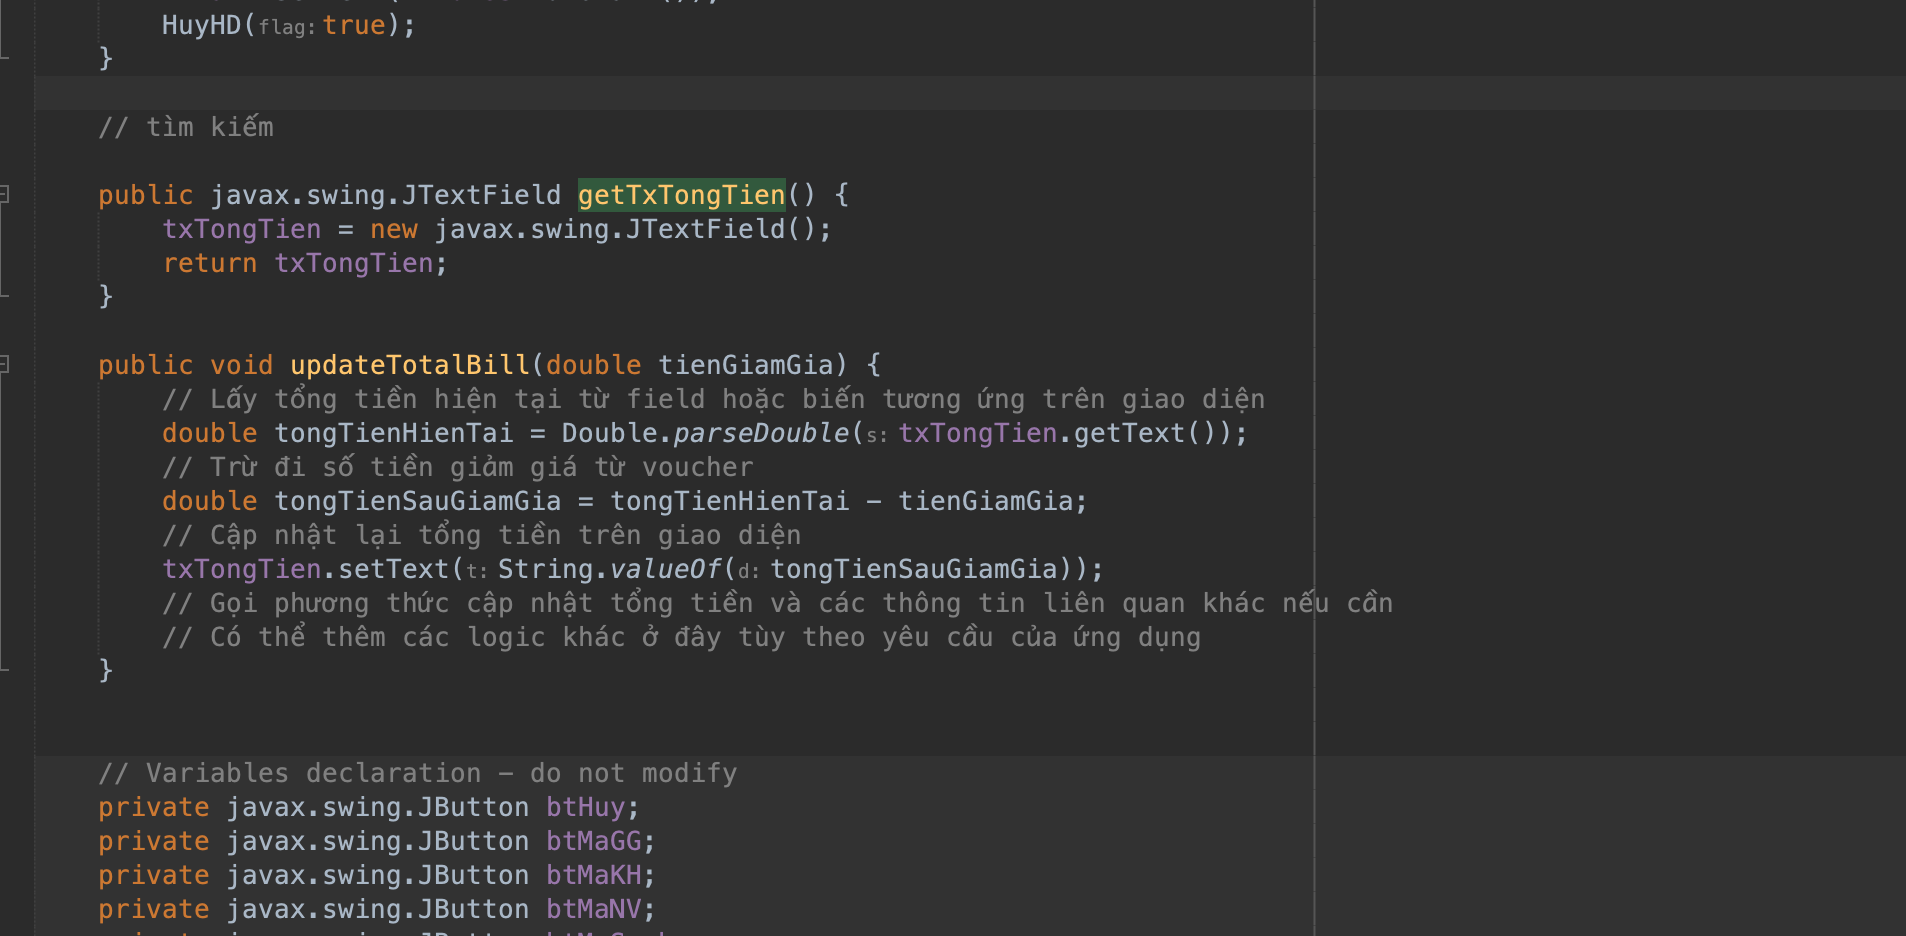 HuyHD(flag: true);
}
// tìm kiếm
public javax.swing.JTextField getTxTongTien() {
txTongTien = new javax.swing.JTextField();
return txTongTien;
}
public void updateTotalBill(double tienGiamGia) {
// Lấy tổng tiền hiện tại từ field hoặc biến tương ứng trên giao diện
double tongTienHienTai = Double.parseDouble(s: txTongTien.getText());
// Trừ đi số tiền giảm giá từ voucher
double tongTienSauGiamGia = tongTienHienTai - tienGiamGia;
// Cập nhật lại tổng tiền trên giao diện
txTongTien.setText(t: String.valueOf(d: tongTienSauGiamGia));
// Gọi phương thức cập nhật tổng tiền và các thông tin liên quan khác nếu cần
// Có thể thêm các logic khác ở đây tùy theo yêu cầu của ứng dụng
}
// Variables declaration - do not modify
private javax.swing.JButton btHuy;
private javax.swing.JButton btMaGG;
private javax.swing.JButton btMaKH;
private javax.swing.JButton btMaNV;